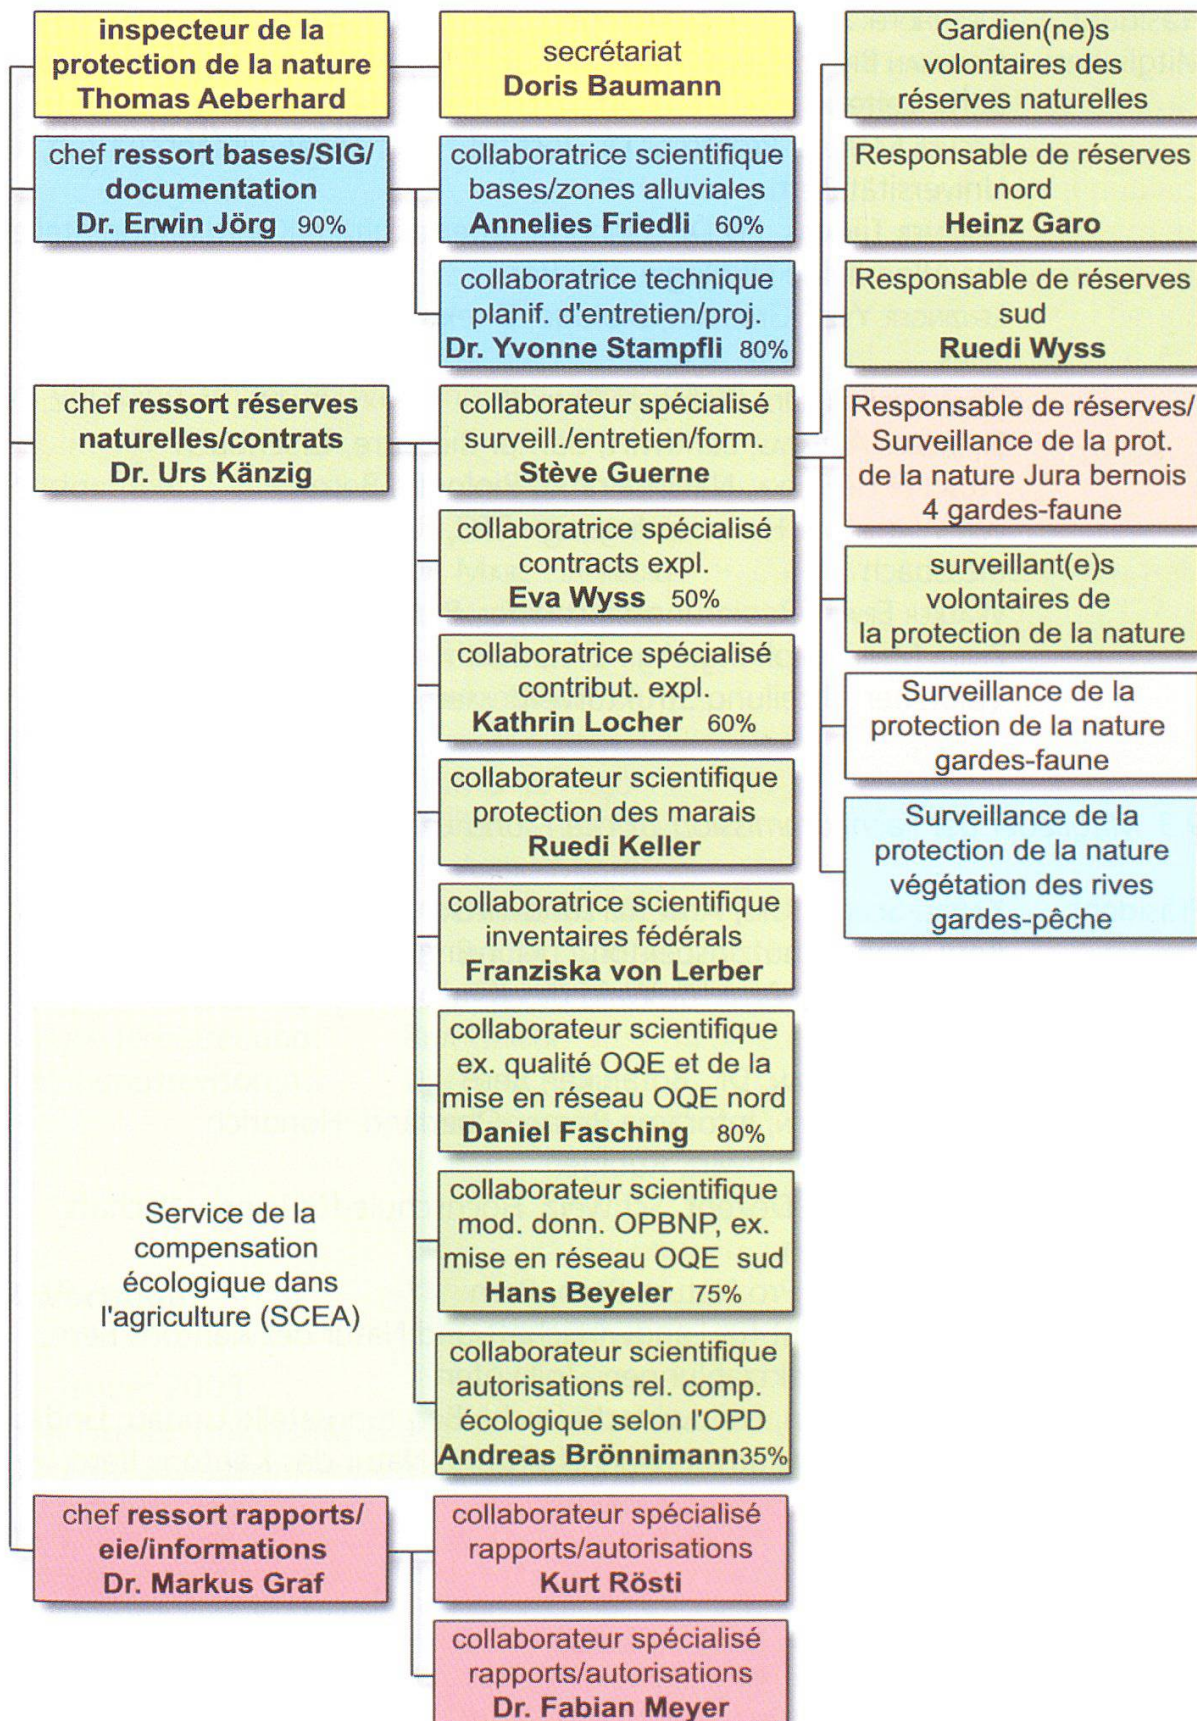 inspecteur de la
protection de la nature
Thomas Aeberhard
secrétariat
Doris Baumann
Gardien(ne)s
volontaires des
réserves naturelles
chef ressort bases/SIG/
documentation
Dr. Erwin Jörg 90%
collaboratrice scientifique
bases/zones alluviales
Annelies Friedli 60%
Responsable de réserves
nord
Heinz Garo
collaboratrice technique
planif. d'entretien/proj.
Dr. Yvonne Stampfli 80%
Responsable de réserves
sud
Ruedi Wyss
chef ressort réserves
naturelles/contrats
Dr. Urs Känzig
collaborateur spécialisé
surveill./entretien/form.
Stève Guerne
Responsable de réserves/
Surveillance de la prot.
de la nature Jura bernois
4 gardes-faune
collaboratrice spécialisé
contracts expl.
Eva Wyss 50%
surveillant(e)s
volontaires de
la protection de la nature
collaboratrice spécialisé
contribut. expl.
Kathrin Locher 60%
Surveillance de la
protection de la nature
gardes-faune
collaborateur scientifique
protection des marais
Ruedi Keller
Surveillance de la
protection de la nature
végétation des rives
gardes-pêche
collaboratrice scientifique
inventaires fédérals
Franziska von Lerber
collaborateur scientifique
ex. qualité OQE et de la
mise en réseau OQE nord
Daniel Fasching 80%
Service de la
compensation
écologique dans
l'agriculture (SCEA)
collaborateur scientifique
mod. donn. OPBNP, ex.
mise en réseau OQE sud
Hans Beyeler 75%
collaborateur scientifique
autorisations rel. comp.
écologique selon l'OPD
Andreas Brönnimann 35%
chef ressort rapports/
eie/informations
Dr. Markus Graf
collaborateur spécialisé
rapports/autorisations
Kurt Rösti
collaborateur spécialisé
rapports/autorisations
Dr. Fabian Meyer